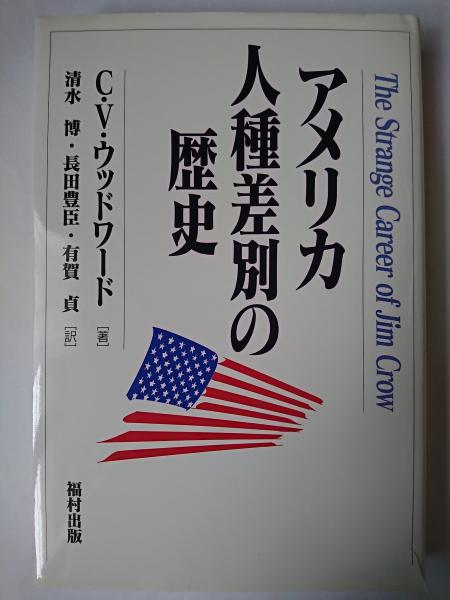 The Strange Career of Jim Crow
アメリカ
人種差別の
歴史
C・V・ウッドワード[著]
清水 博・長田豊臣・有賀 貞[訳]
福村出版